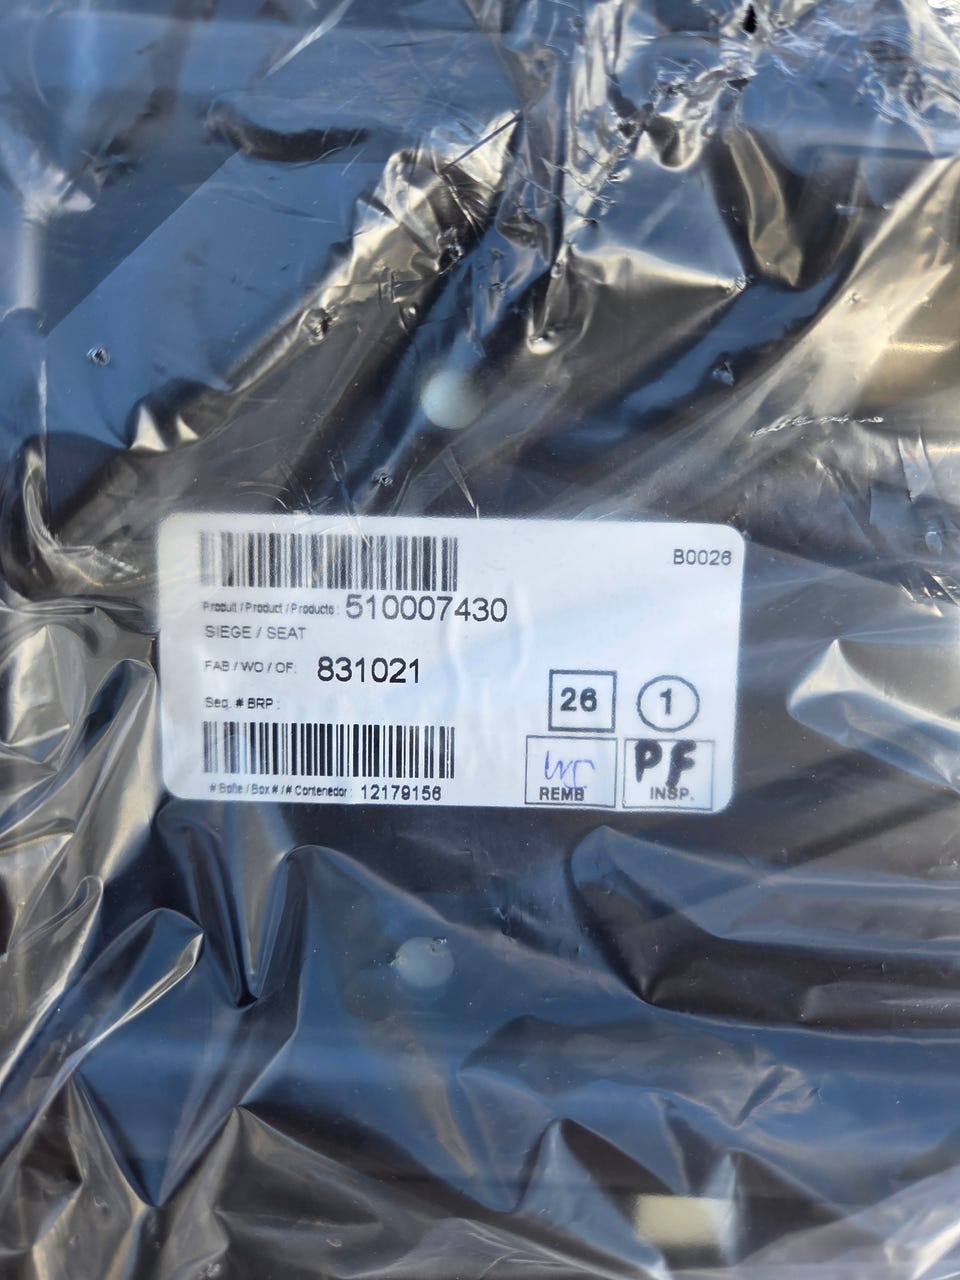 B0026
Produit / Product / Producto : 510007430
SIEGE / SEAT
FAB / WO / OF: 831021
Seq. # BRP :
26 1
PF
REMB INSP.
# Boîte / Box # / # Contenedor : 12179156